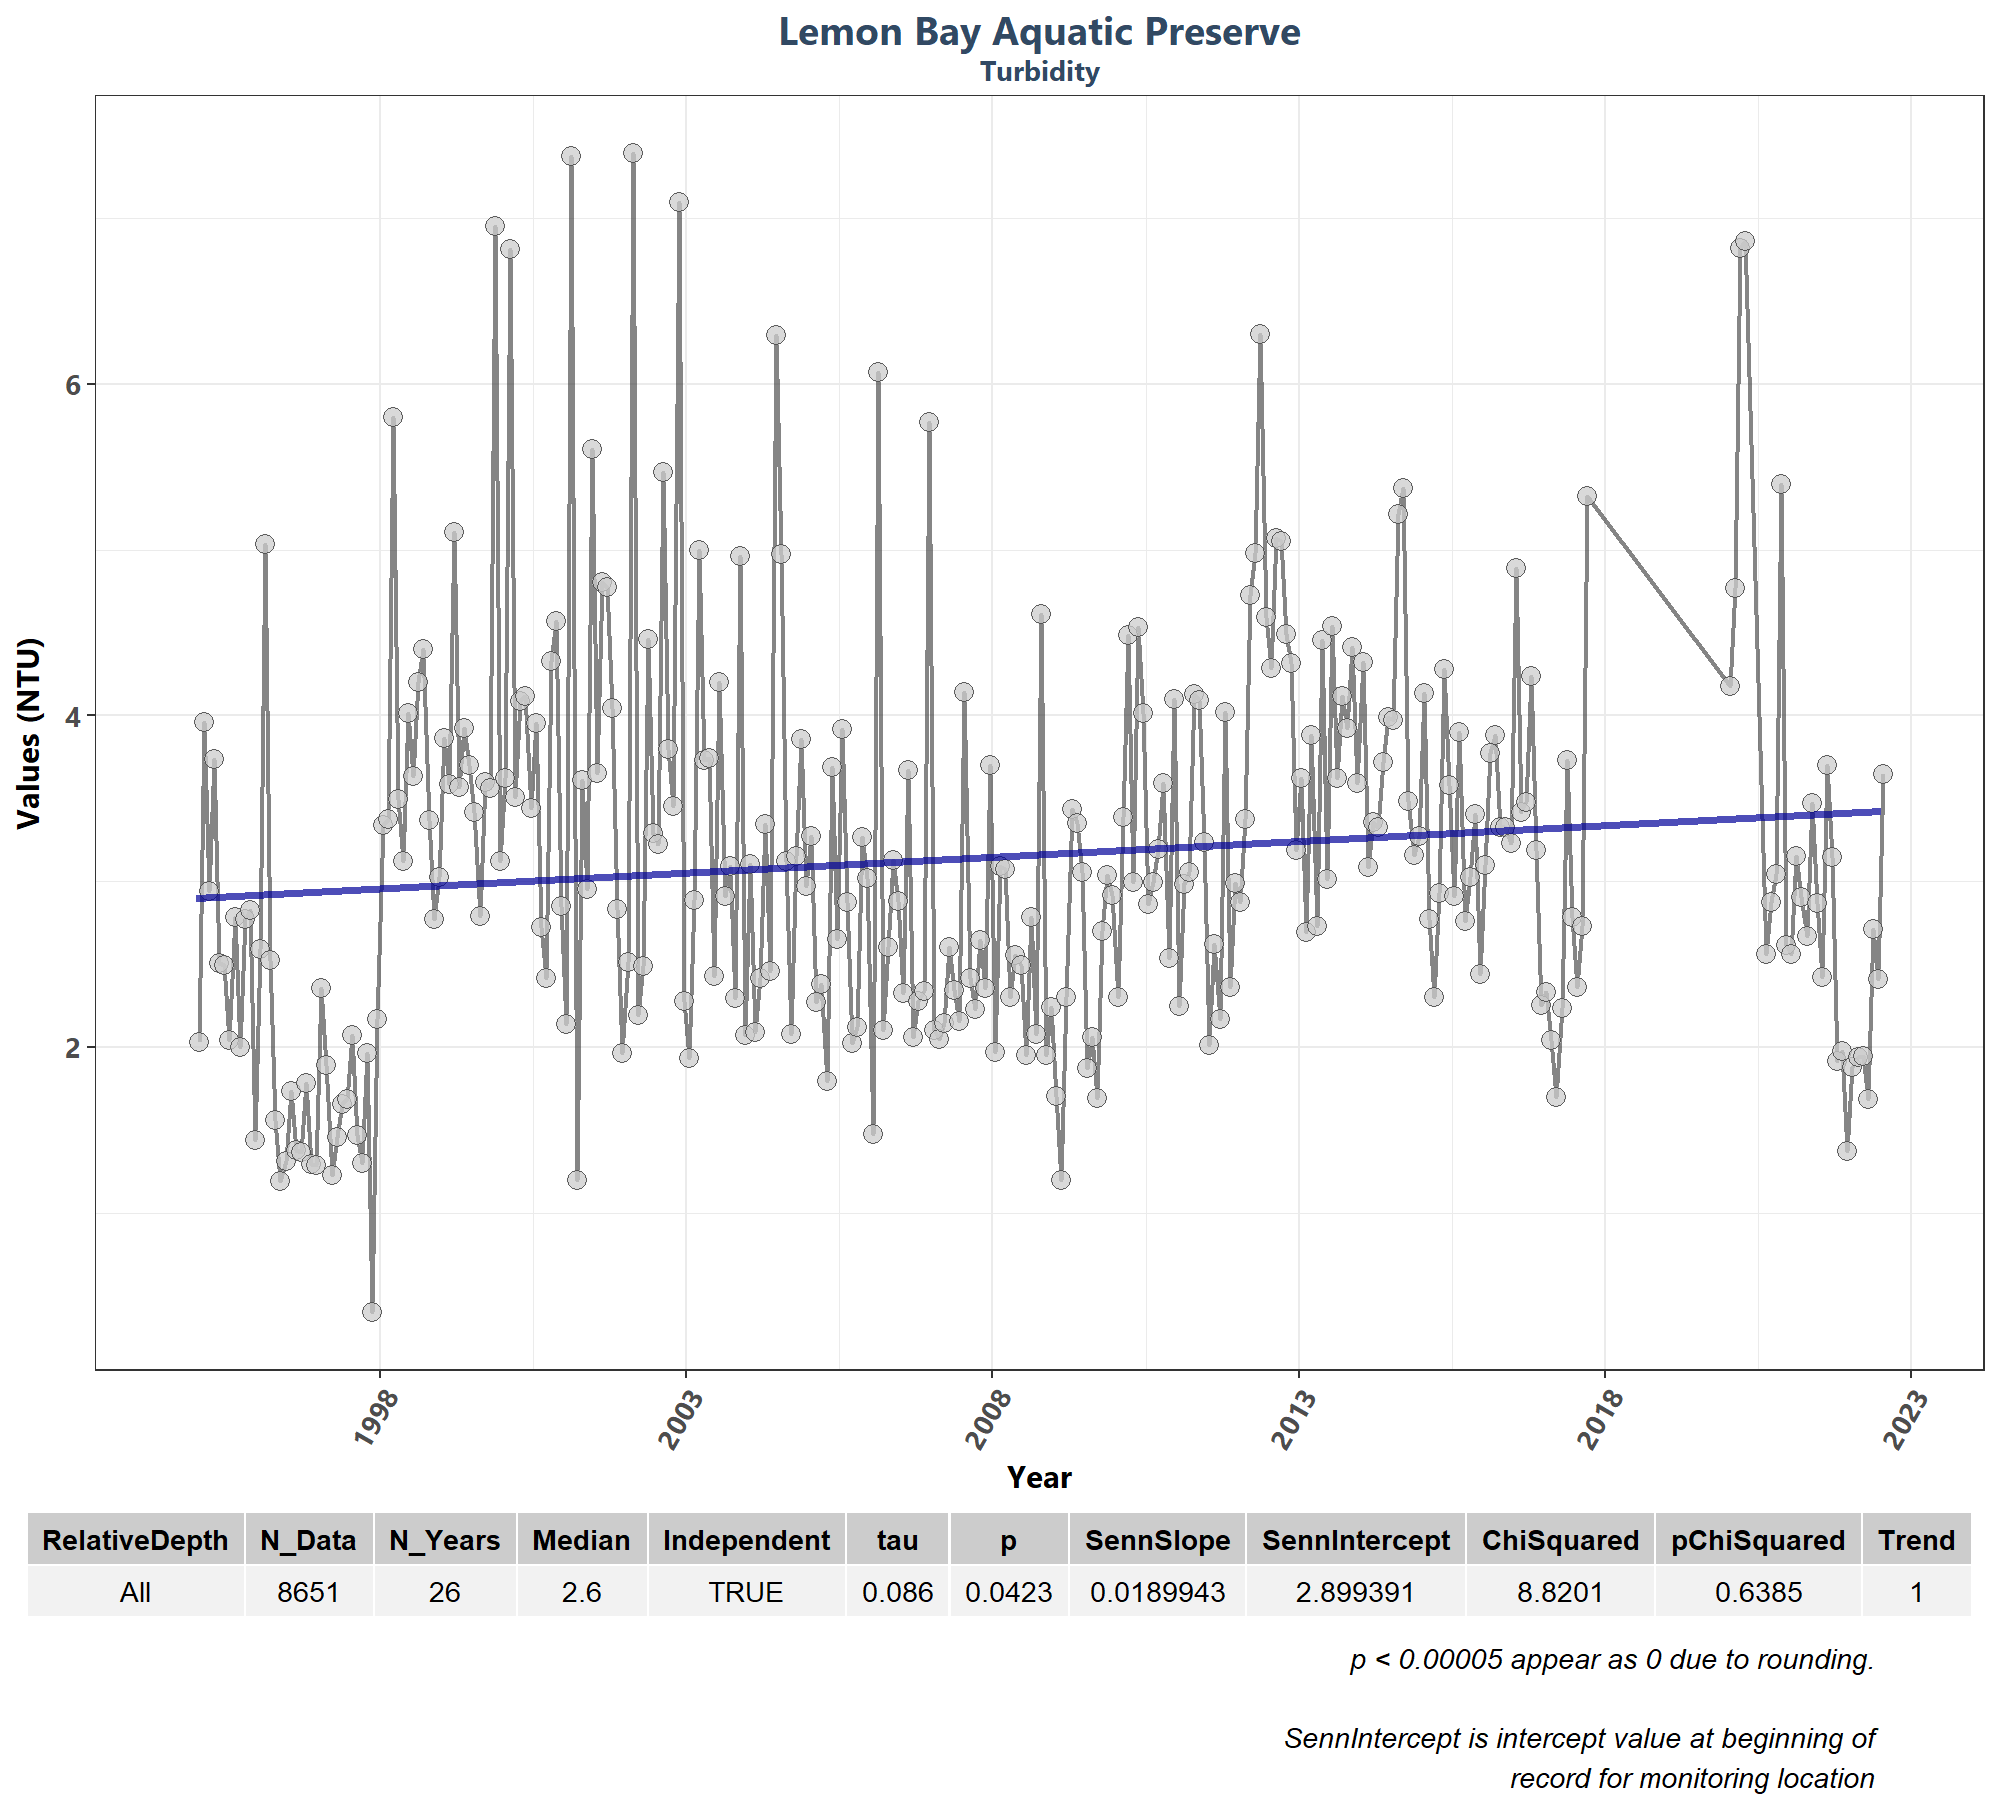 Lemon Bay Aquatic Preserve
Turbidity
Values (NTU)
6
4
2
1998 2003 2008 2013 2018 2023
Year
RelativeDepth N_Data N_Years Median Independent tau p SennSlope SennIntercept ChiSquared pChiSquared Trend
All 8651 26 2.6 TRUE 0.086 0.0423 0.0189943 2.899391 8.8201 0.6385 1
p < 0.00005 appear as 0 due to rounding.
SennIntercept is intercept value at beginning of
record for monitoring location